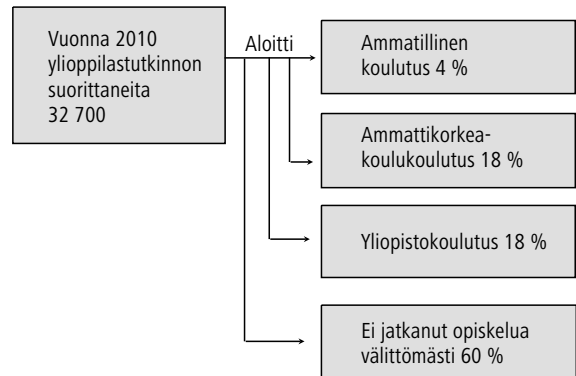 Vuonna 2010
ylioppilastutkinnon
suorittaneita
32 700
Aloitti
Ammatillinen
koulutus 4 %
Ammattikorkea-
koulukoulutus 18 %
Yliopistokoulutus 18 %
Ei jatkanut opiskelua
välittömästi 60 %